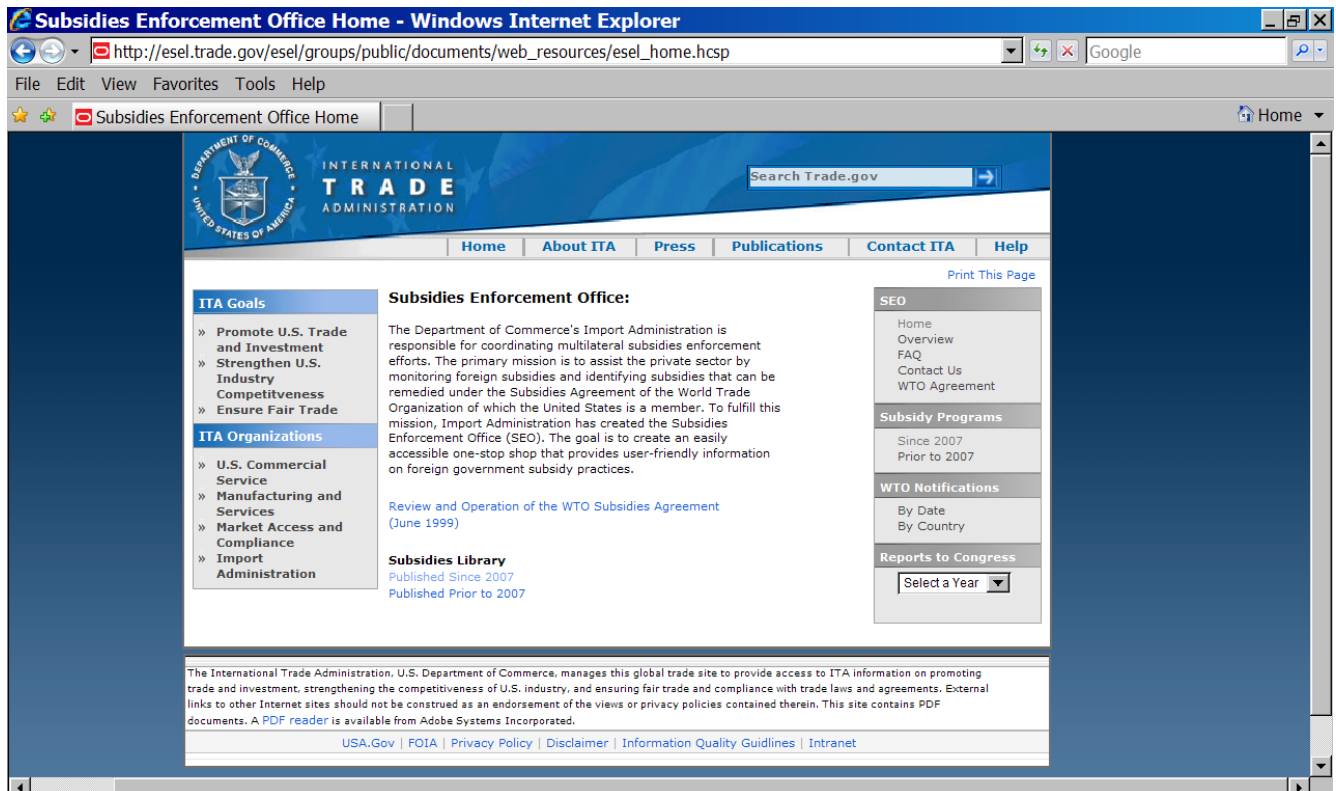 Subsidies Enforcement Office Home - Windows Internet Explorer
http://esel.trade.gov/esel/groups/public/documents/web_resources/esel_home.hcsp
Google
File Edit View Favorites Tools Help
Subsidies Enforcement Office Home
Home
DEPARTMENT OF COMMERCE
UNITED STATES OF AMERICA
INTERNATIONAL
TRADE
ADMINISTRATION
Search Trade.gov
Home | About ITA | Press | Publications | Contact ITA | Help
Print This Page
ITA Goals
» Promote U.S. Trade
and Investment
» Strengthen U.S.
Industry
Competitveness
» Ensure Fair Trade
ITA Organizations
» U.S. Commercial
Service
» Manufacturing and
Services
» Market Access and
Compliance
» Import
Administration
Subsidies Enforcement Office:
The Department of Commerce's Import Administration is
responsible for coordinating multilateral subsidies enforcement
efforts. The primary mission is to assist the private sector by
monitoring foreign subsidies and identifying subsidies that can be
remedied under the Subsidies Agreement of the World Trade
Organization of which the United States is a member. To fulfill this
mission, Import Administration has created the Subsidies
Enforcement Office (SEO). The goal is to create an easily
accessible one-stop shop that provides user-friendly information
on foreign government subsidy practices.
Review and Operation of the WTO Subsidies Agreement
(June 1999)
Subsidies Library
Published Since 2007
Published Prior to 2007
SEO
Home
Overview
FAQ
Contact Us
WTO Agreement
Subsidy Programs
Since 2007
Prior to 2007
WTO Notifications
By Date
By Country
Reports to Congress
Select a Year
The International Trade Administration, U.S. Department of Commerce, manages this global trade site to provide access to ITA information on promoting
trade and investment, strengthening the competitiveness of U.S. industry, and ensuring fair trade and compliance with trade laws and agreements. External
links to other Internet sites should not be construed as an endorsement of the views or privacy policies contained therein. This site contains PDF
documents. A PDF reader is available from Adobe Systems Incorporated.
USA.Gov | FOIA | Privacy Policy | Disclaimer | Information Quality Guidlines | Intranet